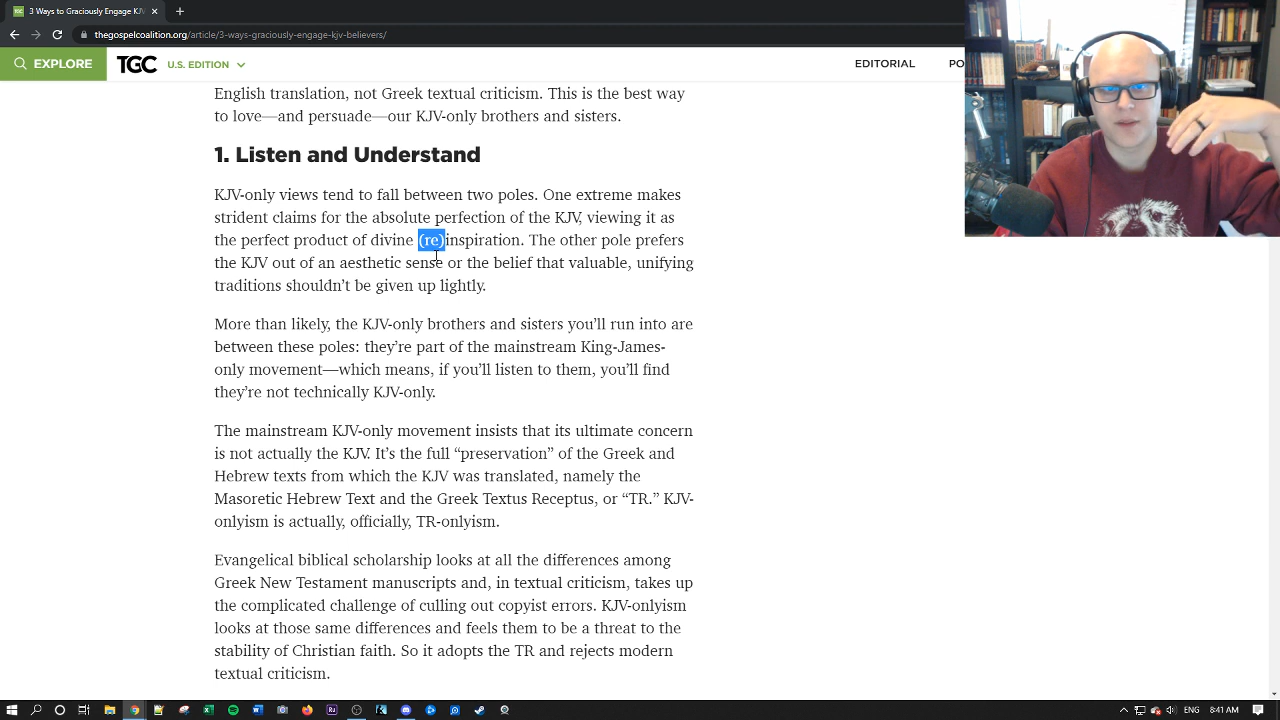 3 Ways to Graciously Engage KJV
thegospelcoalition.org/article/3-ways-graciously-engage-kjv-believers/
EXPLORE
TGC
U.S. EDITION
EDITORIAL
PO
English translation, not Greek textual criticism. This is the best way
to love—and persuade—our KJV-only brothers and sisters.
1. Listen and Understand
KJV-only views tend to fall between two poles. One extreme makes
strident claims for the absolute perfection of the KJV, viewing it as
the perfect product of divine (re)inspiration. The other pole prefers
the KJV out of an aesthetic sense or the belief that valuable, unifying
traditions shouldn’t be given up lightly.
More than likely, the KJV-only brothers and sisters you’ll run into are
between these poles: they’re part of the mainstream King-James-
only movement—which means, if you’ll listen to them, you’ll find
they’re not technically KJV-only.
The mainstream KJV-only movement insists that its ultimate concern
is not actually the KJV. It’s the full “preservation” of the Greek and
Hebrew texts from which the KJV was translated, namely the
Masoretic Hebrew Text and the Greek Textus Receptus, or “TR.” KJV-
onlyism is actually, officially, TR-onlyism.
Evangelical biblical scholarship looks at all the differences among
Greek New Testament manuscripts and, in textual criticism, takes up
the complicated challenge of culling out copyist errors. KJV-onlyism
looks at those same differences and feels them to be a threat to the
stability of Christian faith. So it adopts the TR and rejects modern
textual criticism.
8:41 AM